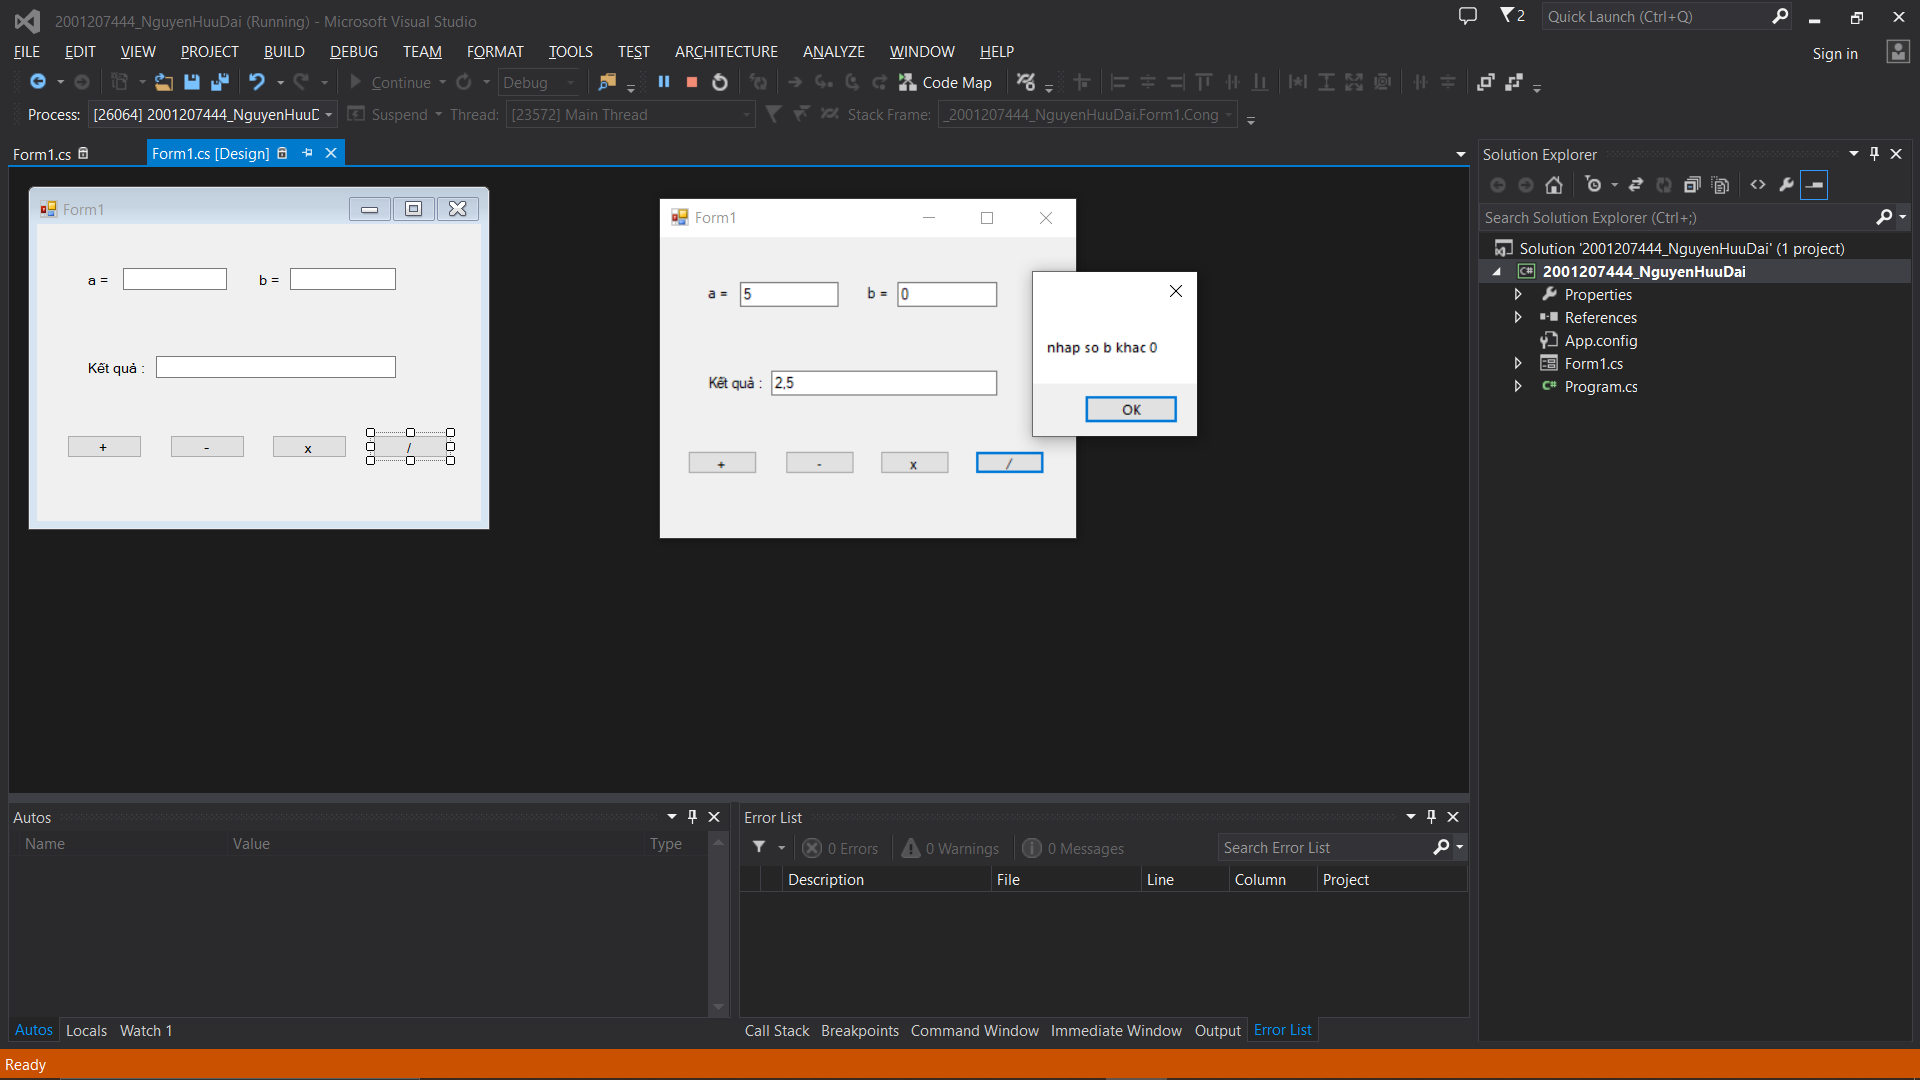 2001207444_NguyenHuuDai (Running) - Microsoft Visual Studio
2
Quick Launch (Ctrl+Q)
FILE EDIT VIEW PROJECT BUILD DEBUG TEAM FORMAT TOOLS TEST ARCHITECTURE ANALYZE WINDOW HELP
Sign in
Continue Debug Code Map
Process: [26064] 2001207444_NguyenHuuD Suspend Thread: [23572] Main Thread Stack Frame: _2001207444_NguyenHuuDai.Form1.Cong
Form1.cs Form1.cs [Design]
Form1
a = b =
Kết quả :
+ - x /
Form1
a = 5 b = 0
Kết quả : 2,5
+ - x /
nhap so b khac 0
OK
Solution Explorer
Search Solution Explorer (Ctrl+;)
Solution '2001207444_NguyenHuuDai' (1 project)
C# 2001207444_NguyenHuuDai
Properties
References
App.config
Form1.cs
C# Program.cs
Autos
Name Value Type
Autos Locals Watch 1
Error List
0 Errors 0 Warnings 0 Messages Search Error List
Description File Line Column Project
Call Stack Breakpoints Command Window Immediate Window Output Error List
Ready